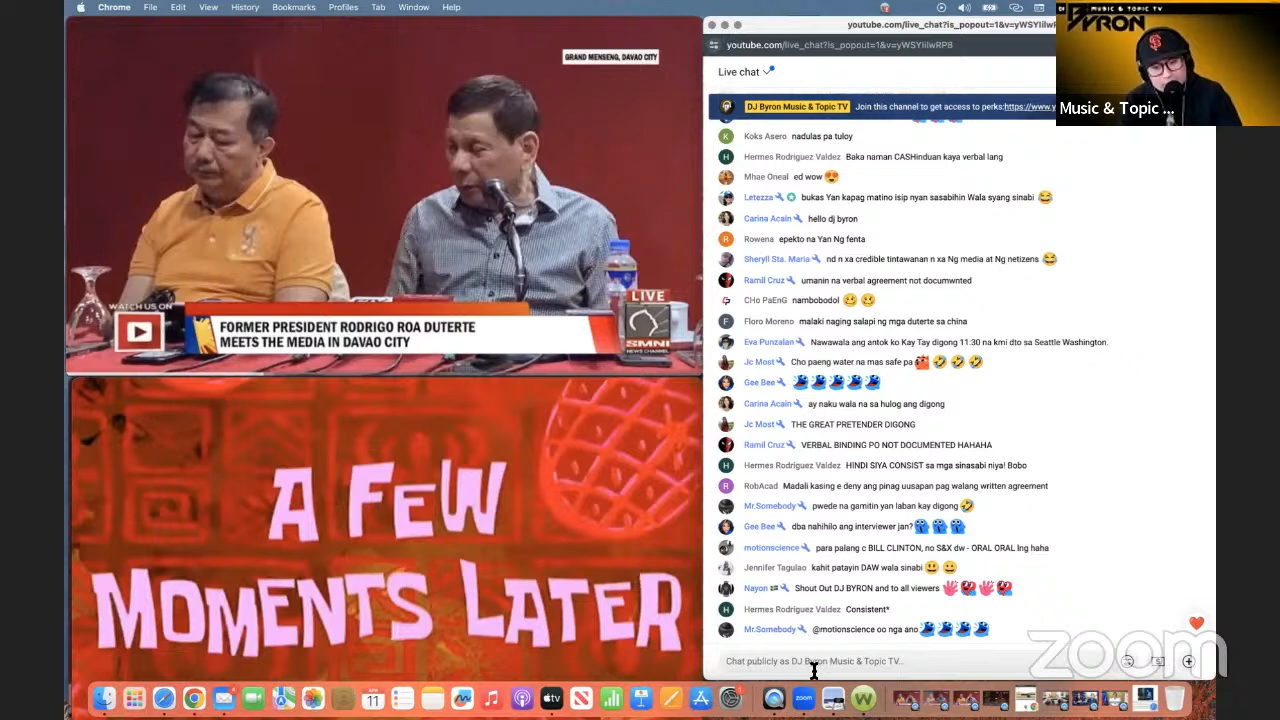 Chrome File Edit View History Bookmarks Profiles Tab Window Help
GRAND MENSENG, DAVAO CITY
WATCH US ON
FORMER PRESIDENT RODRIGO ROA DUTERTE
MEETS THE MEDIA IN DAVAO CITY
LIVE
SMNI
NEWS CHANNEL
A FEW
MOMENTS LATER
youtube.com/live_chat?is_popout=1&v=yWSYIilwRP
youtube.com/live_chat?is_popout=1&v=yWSYIilwRP8
Live chat
DJ Byron Music & Topic TV Join this channel to get access to perks:https://www.y
Koks Asero nadulas pa tuloy
Hermes Rodriguez Valdez Baka naman CASHinduan kaya verbal lang
Mhae Oneal ed wow 😍
Letezza bukas Yan kapag matino isip nyan sasabihin Wala syang sinabi 😂
Carina Acain hello dj byron
Rowena epekto na Yan Ng fenta
Sheryll Sta. Maria nd n xa credible tintawanan n xa Ng media at Ng netizens 😂
Ramil Cruz umanin na verbal agreement not documwnted
CHo PaEnG nambobodol
Floro Moreno malaki naging salapi ng mga duterte sa china
Eva Punzalan Nawawala ang antok ko Kay Tay digong 11:30 na kmi dto sa Seattle Washington.
Jc Most Cho paeng water na mas safe pa 🤣 🤣 🤣
Gee Bee
Carina Acain ay naku wala na sa hulog ang digong
Jc Most THE GREAT PRETENDER DIGONG
Ramil Cruz VERBAL BINDING PO NOT DOCUMENTED HAHAHA
Hermes Rodriguez Valdez HINDI SIYA CONSIST sa mga sinasabi niya! Bobo
RobAcad Madali kasing e deny ang pinag uusapan pag walang written agreement
Mr.Somebody pwede na gamitin yan laban kay digong 🤣
Gee Bee dba nahihilo ang interviewer jan?
motionscience para palang c BILL CLINTON, no S&X dw - ORAL ORAL lng haha
Jennifer Tagulao kahit patayin DAW wala sinabi 😃 😀
Nayon Shout Out DJ BYRON and to all viewers
Hermes Rodriguez Valdez Consistent*
Mr.Somebody @motionscience oo nga ano
Chat publicly as DJ Byron Music & Topic TV...
MUSIC & TOPIC TV
BYRON
Music & Topic ...
zoom
11
zoom